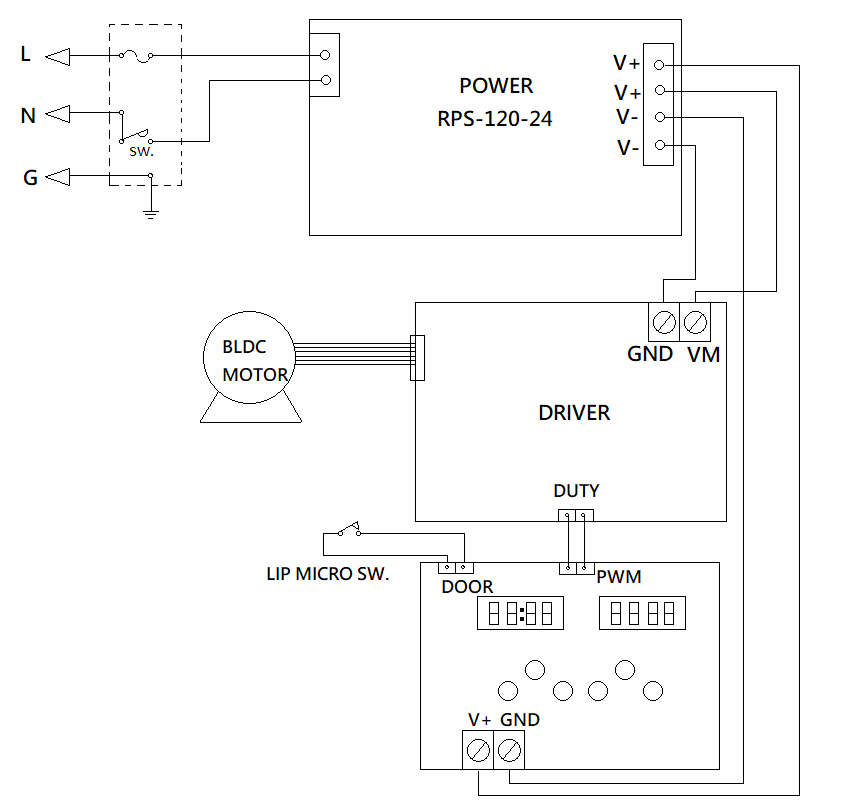 L
N
G
SW.
POWER
RPS-120-24
V+
V+
V-
V-
BLDC
MOTOR
GND VM
DRIVER
DUTY
LIP MICRO SW.
DOOR
PWM
V+ GND